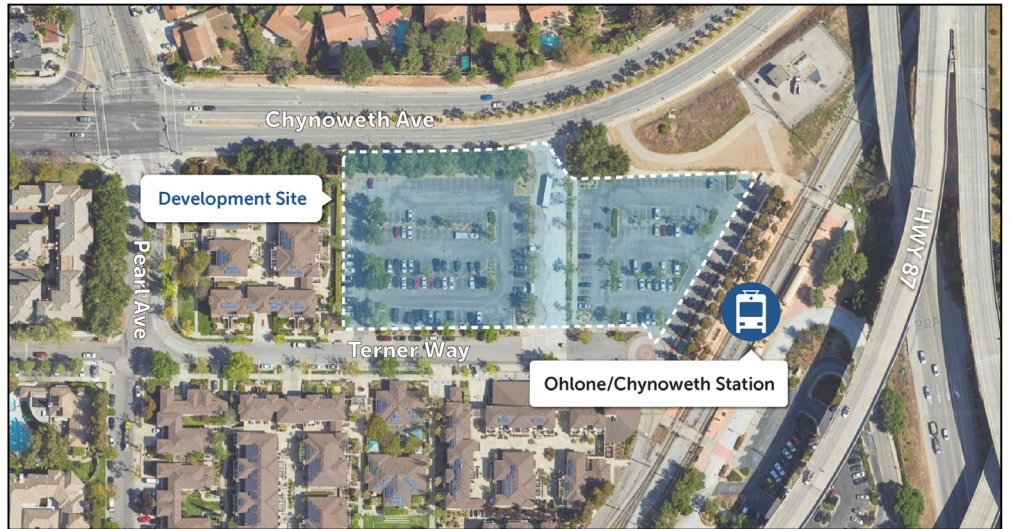 Chynoweth Ave
Development Site
Pearl Ave
HWY 87
Terner Way
Ohlone/Chynoweth Station